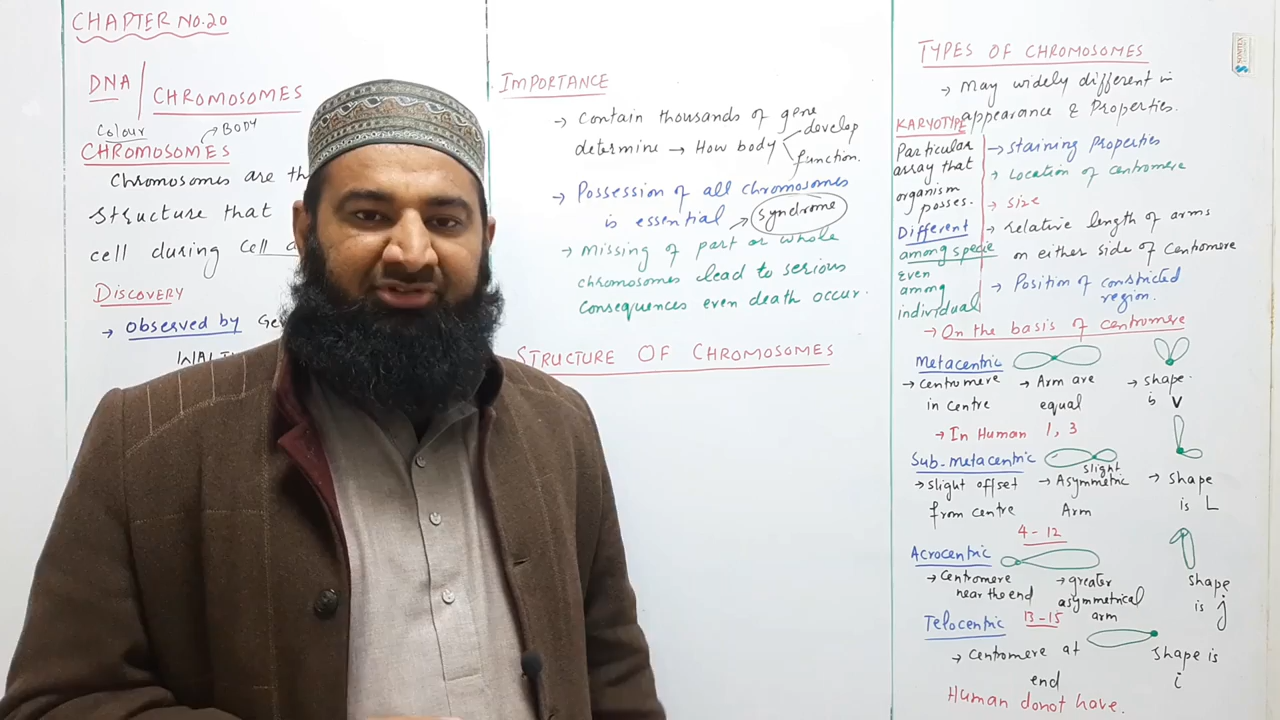 CHAPTER NO.20
DNA
CHROMOSOMES
Colour
BODY
CHROMOSOMES
Chromosomes are
structure that
cell during cell
DISCOVERY
→ Observed by
IMPORTANCE
→ Contain thousands of gene
determine → How body
develop
function.
→ Possession of all chromosomes
is essential → syndrome
→ Missing of part or whole
chromosomes lead to serious
Consequences even death occur.
STRUCTURE OF CHROMOSOMES
TYPES OF CHROMOSOMES
→ May widely different in
appearance & Properties.
KARYOTYPE
Particular
array that
organism
posses.
Different
among specie
Even
among
individual
→ staining Properties
→ Location of centromere
→ size
→ relative length of arms
on either side of Centromere
→ Position of constricted
region.
→ On the basis of centromere
Metacentric
→ centromere
in centre
→ Arm are
equal
→ shape
is V
→ In Human 1, 3
Sub-metacentric
→ slight offset
from centre
slight
→ Asymmetric
Arm
→ shape
is L
4-12
Acrocentric
→ Centromere
near the end
→ greater
asymmetrical
arm
shape
is j
13-15
Telocentric
→ Centromere at
end
shape is
i
Human donot have.